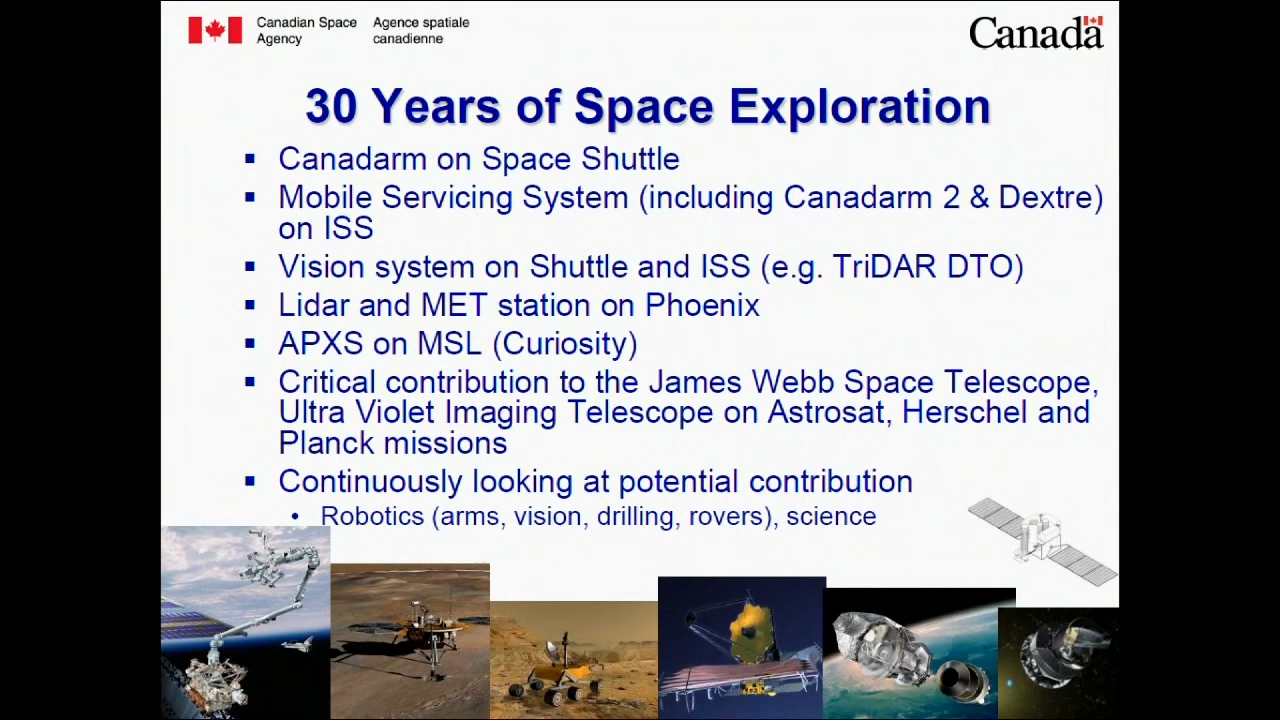 Canadian Space Agency
Agence spatiale canadienne
Canada
30 Years of Space Exploration
▪ Canadarm on Space Shuttle
▪ Mobile Servicing System (including Canadarm 2 & Dextre)
on ISS
▪ Vision system on Shuttle and ISS (e.g. TriDAR DTO)
▪ Lidar and MET station on Phoenix
▪ APXS on MSL (Curiosity)
▪ Critical contribution to the James Webb Space Telescope,
Ultra Violet Imaging Telescope on Astrosat, Herschel and
Planck missions
▪ Continuously looking at potential contribution
• Robotics (arms, vision, drilling, rovers), science